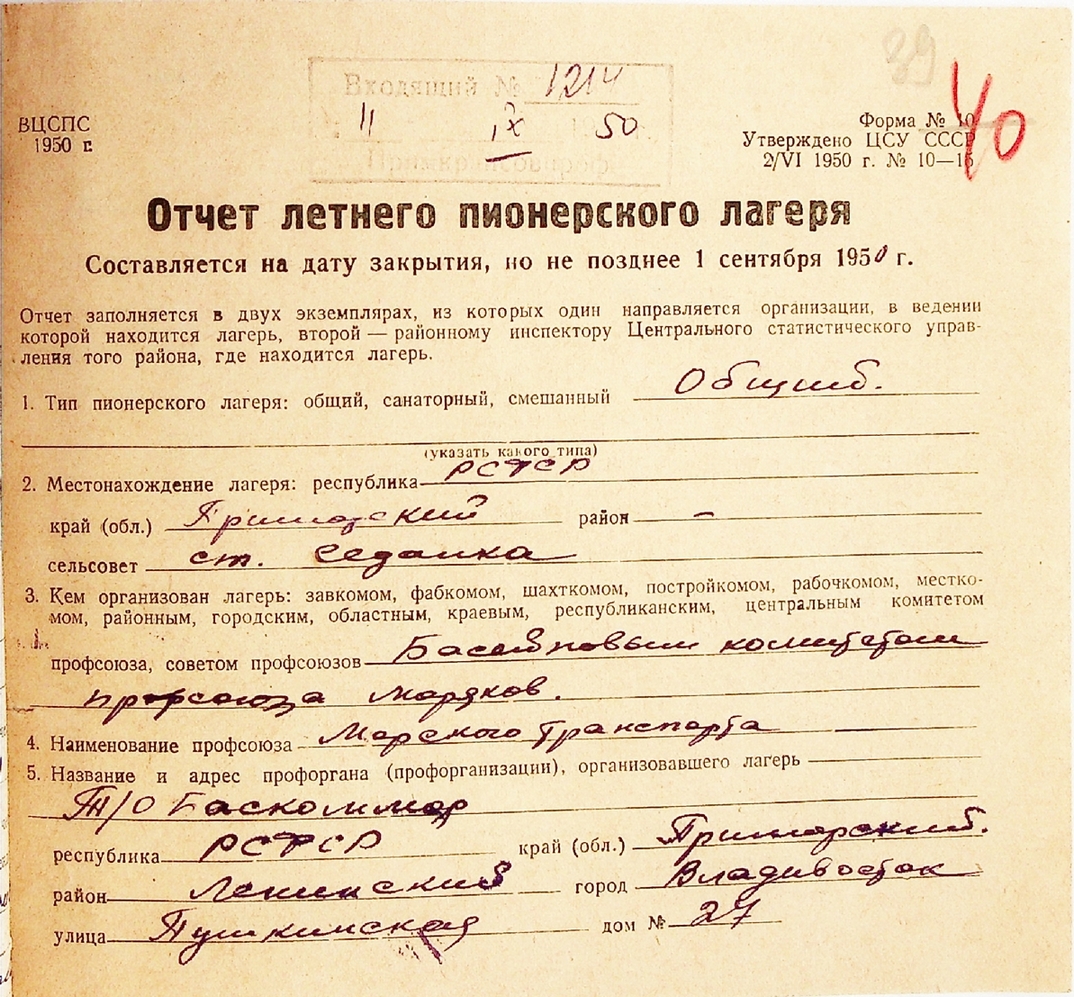 39
40
Входящий № 1214
11 IX 1950
Примкрайсовпроф
ВЦСПС
1950 г.
Форма № 10
Утверждено ЦСУ СССР
2/VI 1950 г. № 10—15
Отчет летнего пионерского лагеря
Составляется на дату закрытия, но не позднее 1 сентября 1950 г.
Отчет заполняется в двух экземплярах, из которых один направляется организации, в ведении
которой находится лагерь, второй — районному инспектору Центрального статистического управ-
ления того района, где находится лагерь.
1. Тип пионерского лагеря: общий, санаторный, смешанный Общий.
(указать какого типа)
2. Местонахождение лагеря: республика РСФСР
край (обл.) Приморский район –
сельсовет ст. Седанка
3. Кем организован лагерь: завкомом, фабкомом, шахткомом, постройкомом, рабочкомом, местко-
мом, районным, городским, областным, краевым, республиканским, центральным комитетом
профсоюза, советом профсоюзов Бассейновым комитетом
профсоюза моряков.
4. Наименование профсоюза Морского Транспорта
5. Название и адрес профоргана (профорганизации), организовавшего лагерь
Т/О Баскоммор
республика РСФСР край (обл.) Приморский.
район Ленинский город Владивосток
улица Пушкинская дом № 27